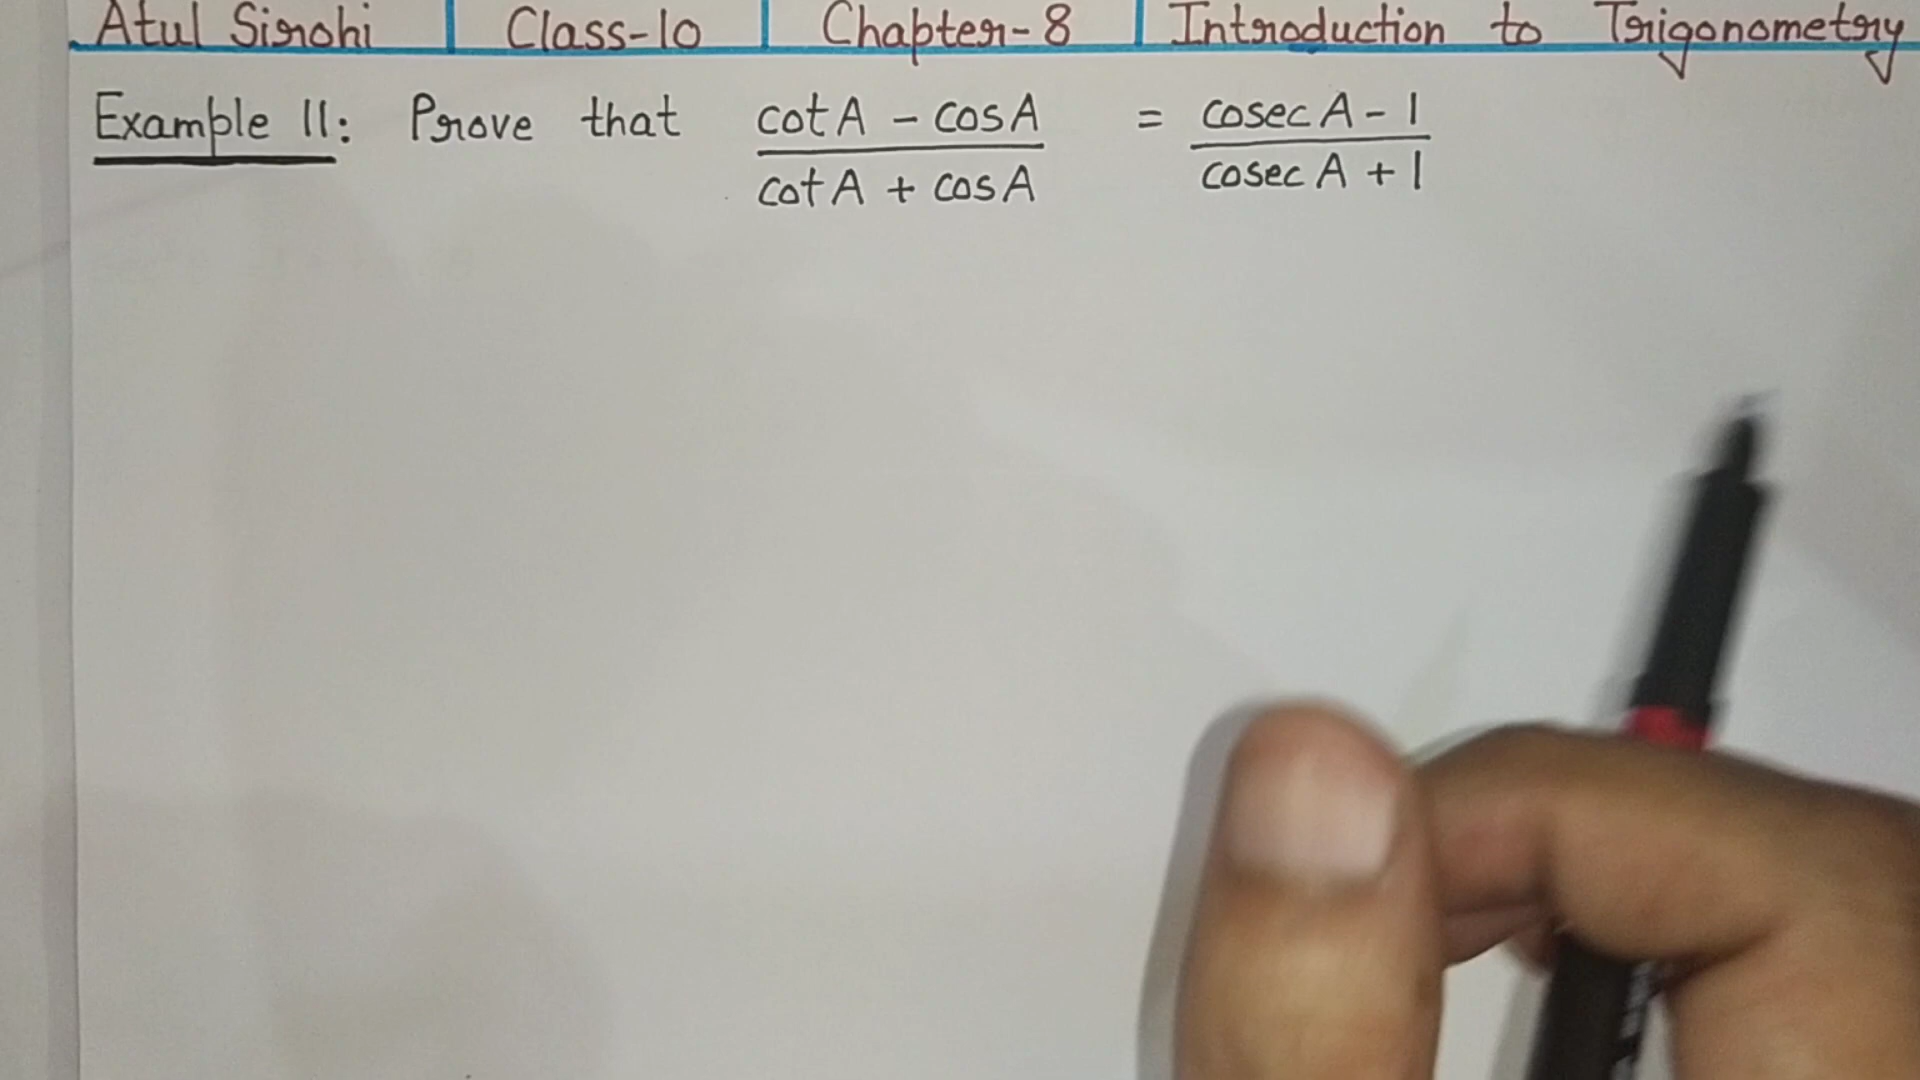 Atul Sirohi | Class-10 | Chapter-8 | Introduction to Trigonometry
Example 11: Prove that cot A - cos A / cot A + cos A = cosec A - 1 / cosec A + 1